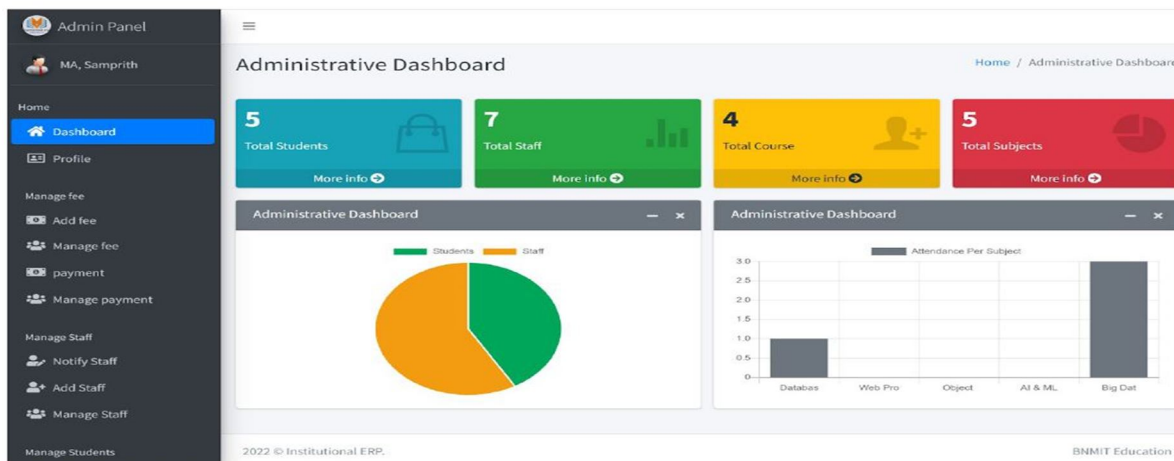 Admin Panel
MA, Samprith
Home
Dashboard
Profile
Manage fee
Add fee
Manage fee
payment
Manage payment
Manage Staff
Notify Staff
Add Staff
Manage Staff
Manage Students
Administrative Dashboard
Home / Administrative Dashboard
5
Total Students
More info
7
Total Staff
More info
4
Total Course
More info
5
Total Subjects
More info
Administrative Dashboard
Students Staff
Administrative Dashboard
Attendance Per Subject
3.0
2.5
2.0
1.5
1.0
0.5
0
Databas Web Pro Object AI & ML Big Dat
2022 © Institutional ERP.
BNMIT Education